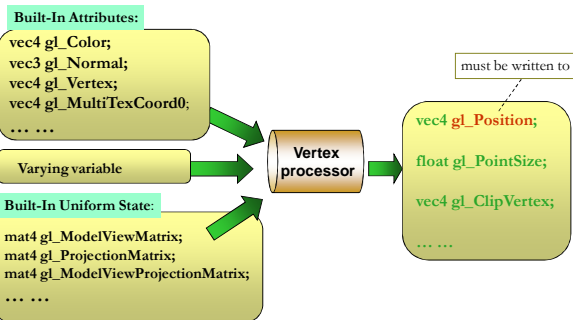 Built-In Attributes:
vec4 gl_Color;
vec3 gl_Normal;
vec4 gl_Vertex;
vec4 gl_MultiTexCoord0;
... ...
Varying variable
Built-In Uniform State:
mat4 gl_ModelViewMatrix;
mat4 gl_ProjectionMatrix;
mat4 gl_ModelViewProjectionMatrix;
... ...
Vertex
processor
must be written to
vec4 gl_Position;
float gl_PointSize;
vec4 gl_ClipVertex;
... ...